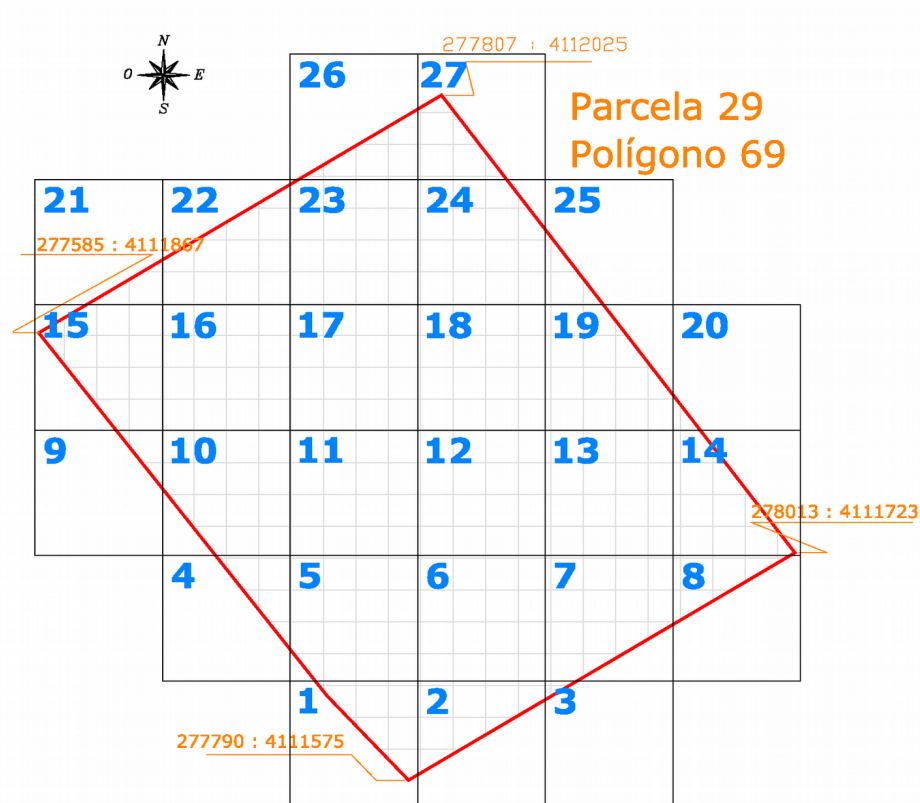 277807 : 4112025
N
O E
S
26 27
Parcela 29
Polígono 69
21 22 23 24 25
277585 : 4111867
15 16 17 18 19 20
9 10 11 12 13 14
278013 : 4111723
4 5 6 7 8
1 2 3
277790 : 4111575